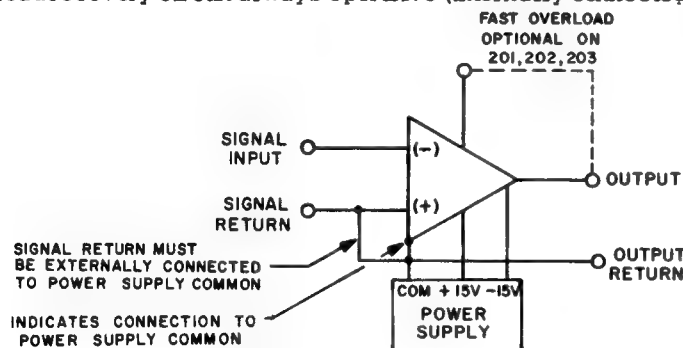 FAST OVERLOAD
OPTIONAL ON
201,202,203
SIGNAL
INPUT
(-)
OUTPUT
SIGNAL
RETURN
(+)
SIGNAL RETURN MUST
BE EXTERNALLY CONNECTED
TO POWER SUPPLY COMMON
OUTPUT
RETURN
COM +15V -15V
POWER
SUPPLY
INDICATES CONNECTION TO
POWER SUPPLY COMMON